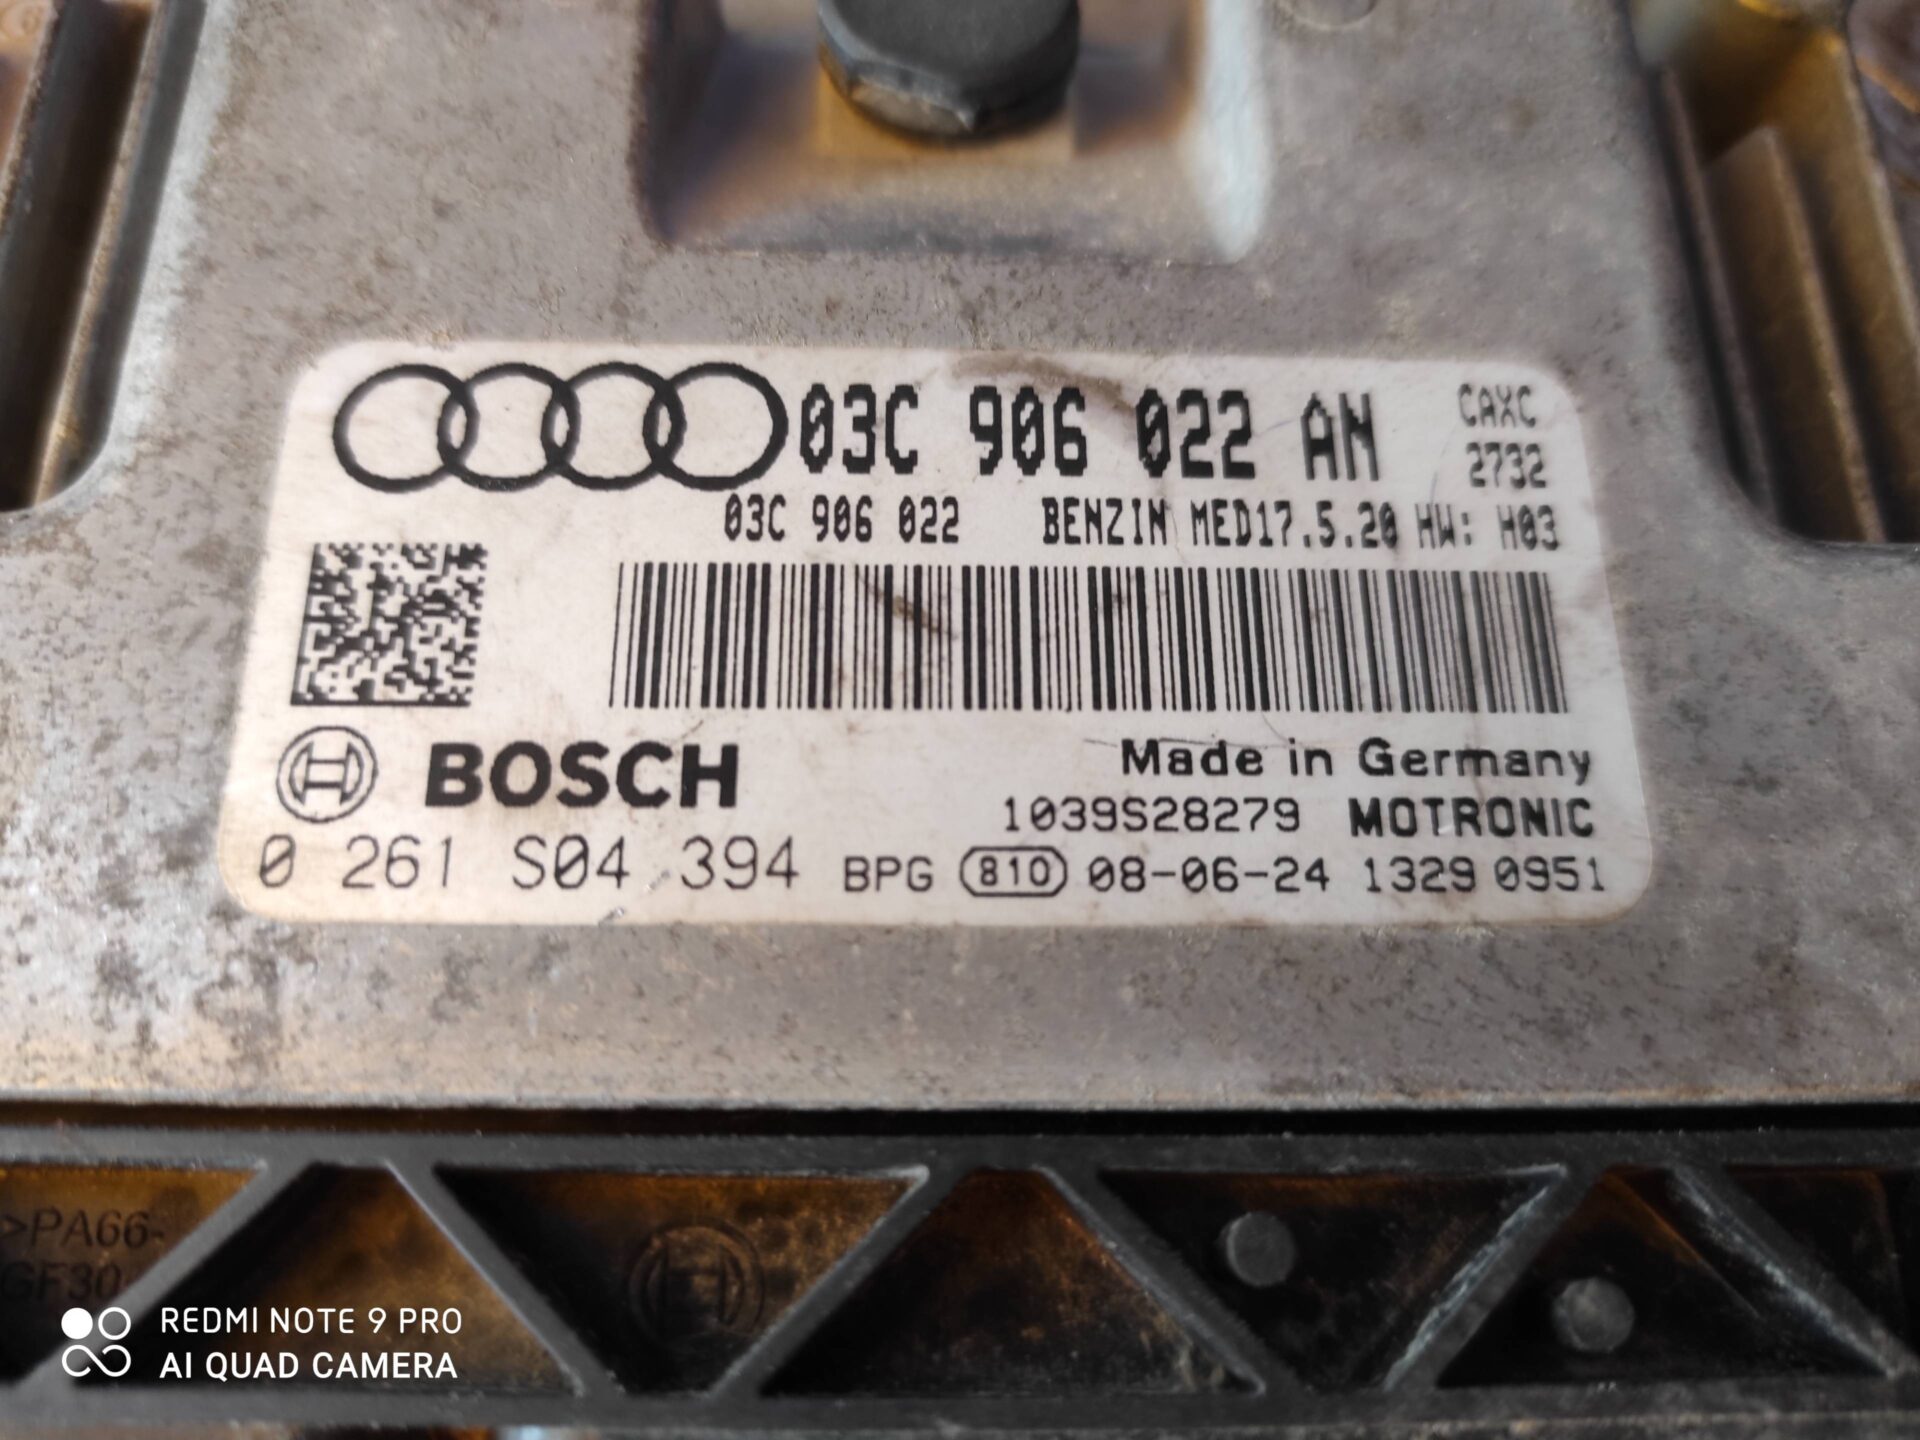 03C 906 022 AN CAXC
2732
03C 906 022 BENZIN MED17.5.20 HW: H03
BOSCH
Made in Germany
1039S28279 MOTRONIC
0 261 S04 394 BPG 810 08-06-24 1329 0951
>PA66-
GF30
REDMI NOTE 9 PRO
AI QUAD CAMERA